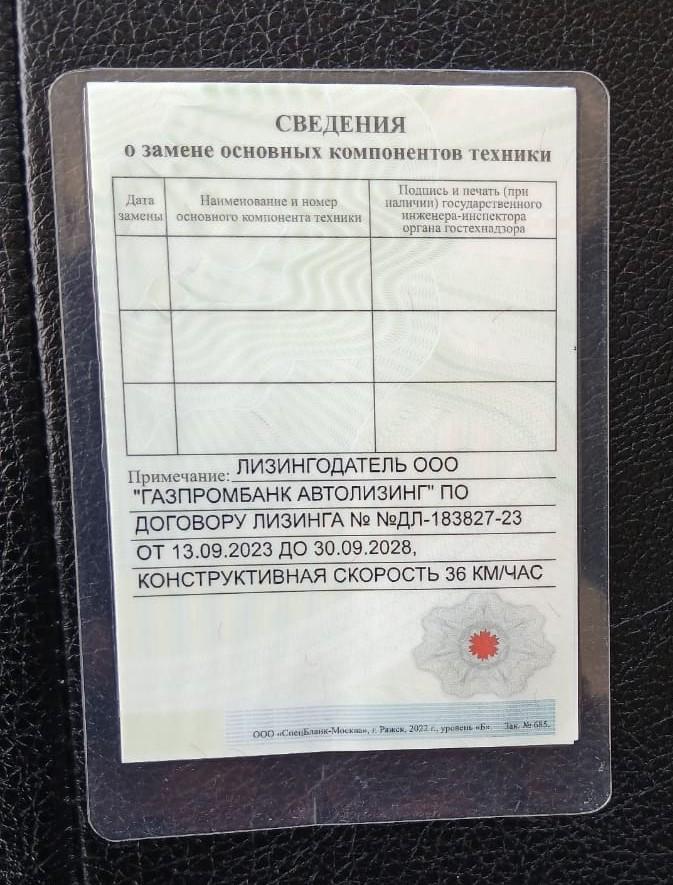 СВЕДЕНИЯ
о замене основных компонентов техники
Дата
замены
Наименование и номер
основного компонента техники
Подпись и печать (при
наличии) государственного
инженера-инспектора
органа гостехнадзора
Примечание: ЛИЗИНГОДАТЕЛЬ ООО
"ГАЗПРОМБАНК АВТОЛИЗИНГ" ПО
ДОГОВОРУ ЛИЗИНГА № №ДЛ-183827-23
ОТ 13.09.2023 ДО 30.09.2028,
КОНСТРУКТИВНАЯ СКОРОСТЬ 36 КМ/ЧАС
ООО «СпецБланк-Москва», г. Ряжск, 2022 г., уровень «Б». Зак. № 685.